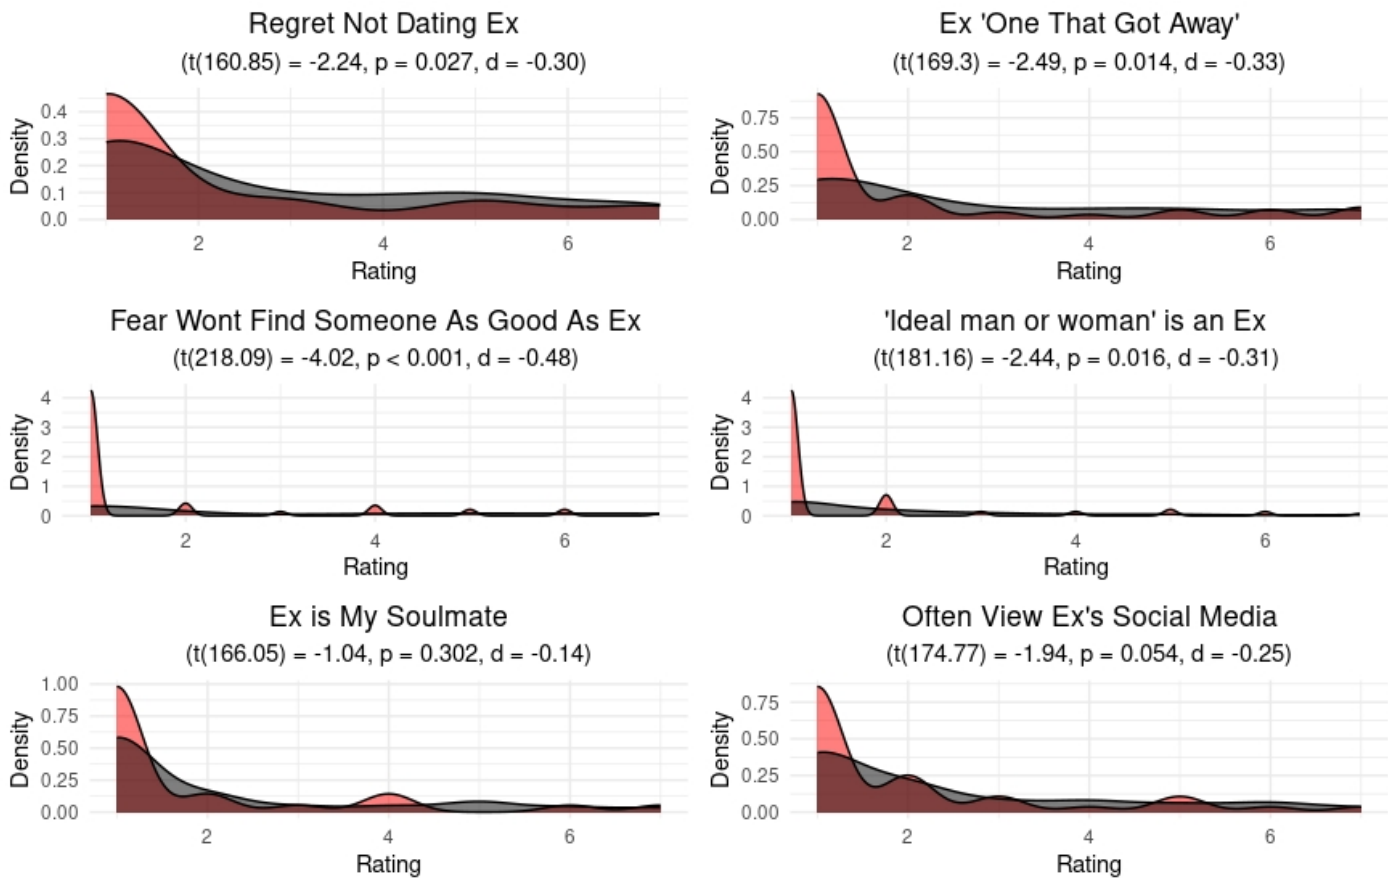 Regret Not Dating Ex
(t(160.85) = -2.24, p = 0.027, d = -0.30)
Density
0.4
0.3
0.2
0.1
0.0
2
4
6
Rating
Ex 'One That Got Away'
(t(169.3) = -2.49, p = 0.014, d = -0.33)
Density
0.75
0.50
0.25
0.00
2
4
6
Rating
Fear Wont Find Someone As Good As Ex
(t(218.09) = -4.02, p < 0.001, d = -0.48)
Density
4
3
2
1
0
2
4
6
Rating
'Ideal man or woman' is an Ex
(t(181.16) = -2.44, p = 0.016, d = -0.31)
Density
4
3
2
1
0
2
4
6
Rating
Ex is My Soulmate
(t(166.05) = -1.04, p = 0.302, d = -0.14)
Density
1.00
0.75
0.50
0.25
0.00
2
4
6
Rating
Often View Ex's Social Media
(t(174.77) = -1.94, p = 0.054, d = -0.25)
Density
0.75
0.50
0.25
0.00
2
4
6
Rating